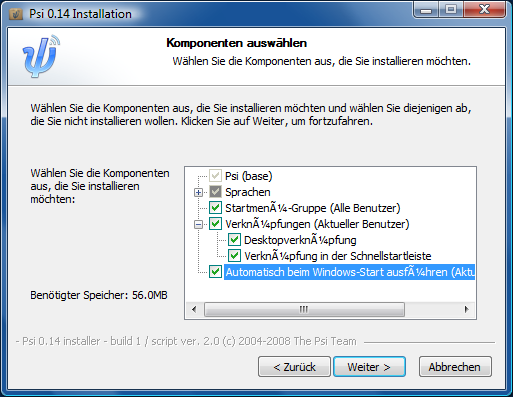 Psi 0.14 Installation
Komponenten auswählen
Wählen Sie die Komponenten aus, die Sie installieren möchten.
Wählen Sie die Komponenten aus, die Sie installieren möchten und wählen Sie diejenigen ab,
die Sie nicht installieren wollen. Klicken Sie auf Weiter, um fortzufahren.
Wählen Sie die Komponenten
aus, die Sie installieren
möchten:
Psi (base)
Sprachen
StartmenÃ¼-Gruppe (Alle Benutzer)
VerknÃ¼pfungen (Aktueller Benutzer)
DesktopverknÃ¼pfung
VerknÃ¼pfung in der Schnellstartleiste
Automatisch beim Windows-Start ausfÃ¼hren (Aktu
Benötigter Speicher: 56.0MB
Psi 0.14 installer - build 1 / script ver. 2.0 (c) 2004-2008 The Psi Team
< Zurück
Weiter >
Abbrechen